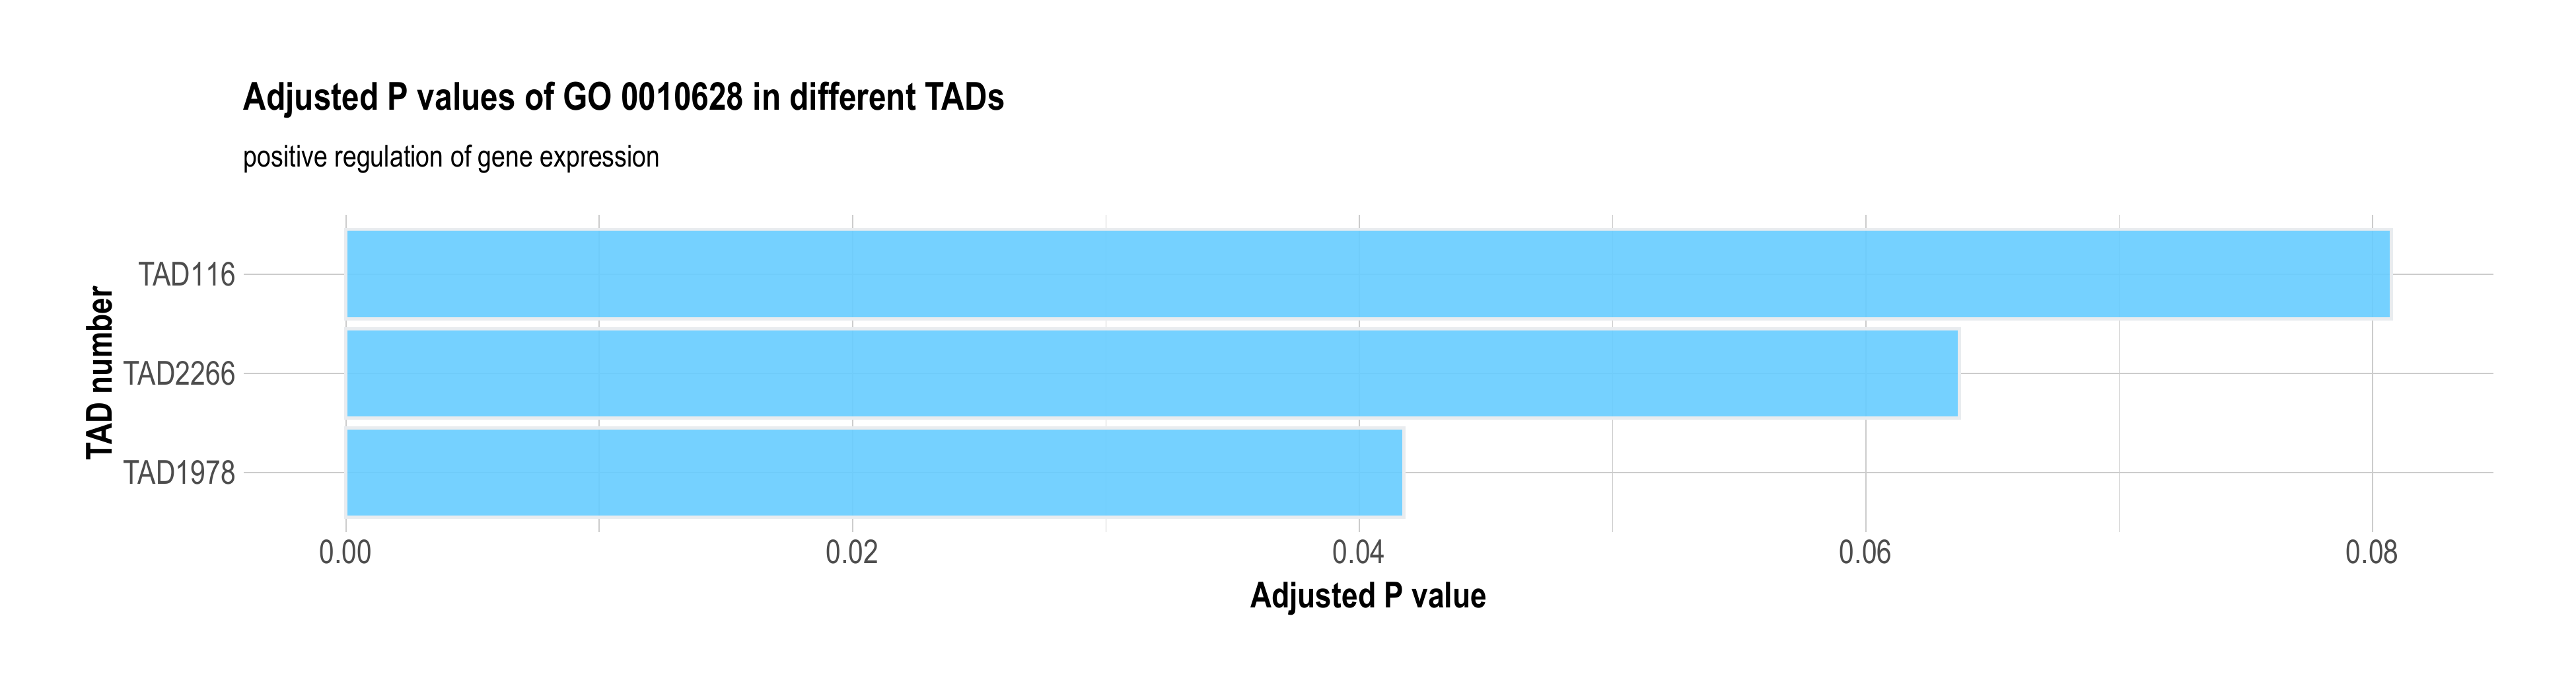 Adjusted P values of GO 0010628 in different TADs
positive regulation of gene expression
TAD number
TAD116
TAD2266
TAD1978
0.00 0.02 0.04 0.06 0.08
Adjusted P value